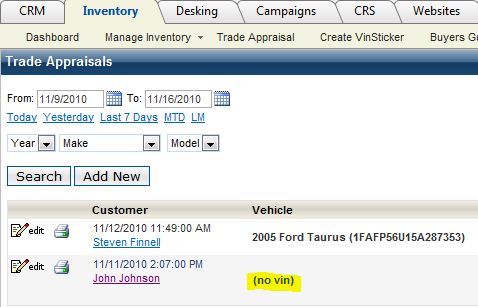 CRM Inventory Desking Campaigns CRS Websites
Dashboard Manage Inventory Trade Appraisal Create VinSticker Buyers Gu
Trade Appraisals
From: 11/9/2010 To: 11/16/2010
Today Yesterday Last 7 Days MTD LM
Year Make Model
Search Add New
Customer Vehicle
edit 11/12/2010 11:49:00 AM
Steven Finnell 2005 Ford Taurus (1FAFP56U15A287353)
edit 11/11/2010 2:07:00 PM
John Johnson (no vin)